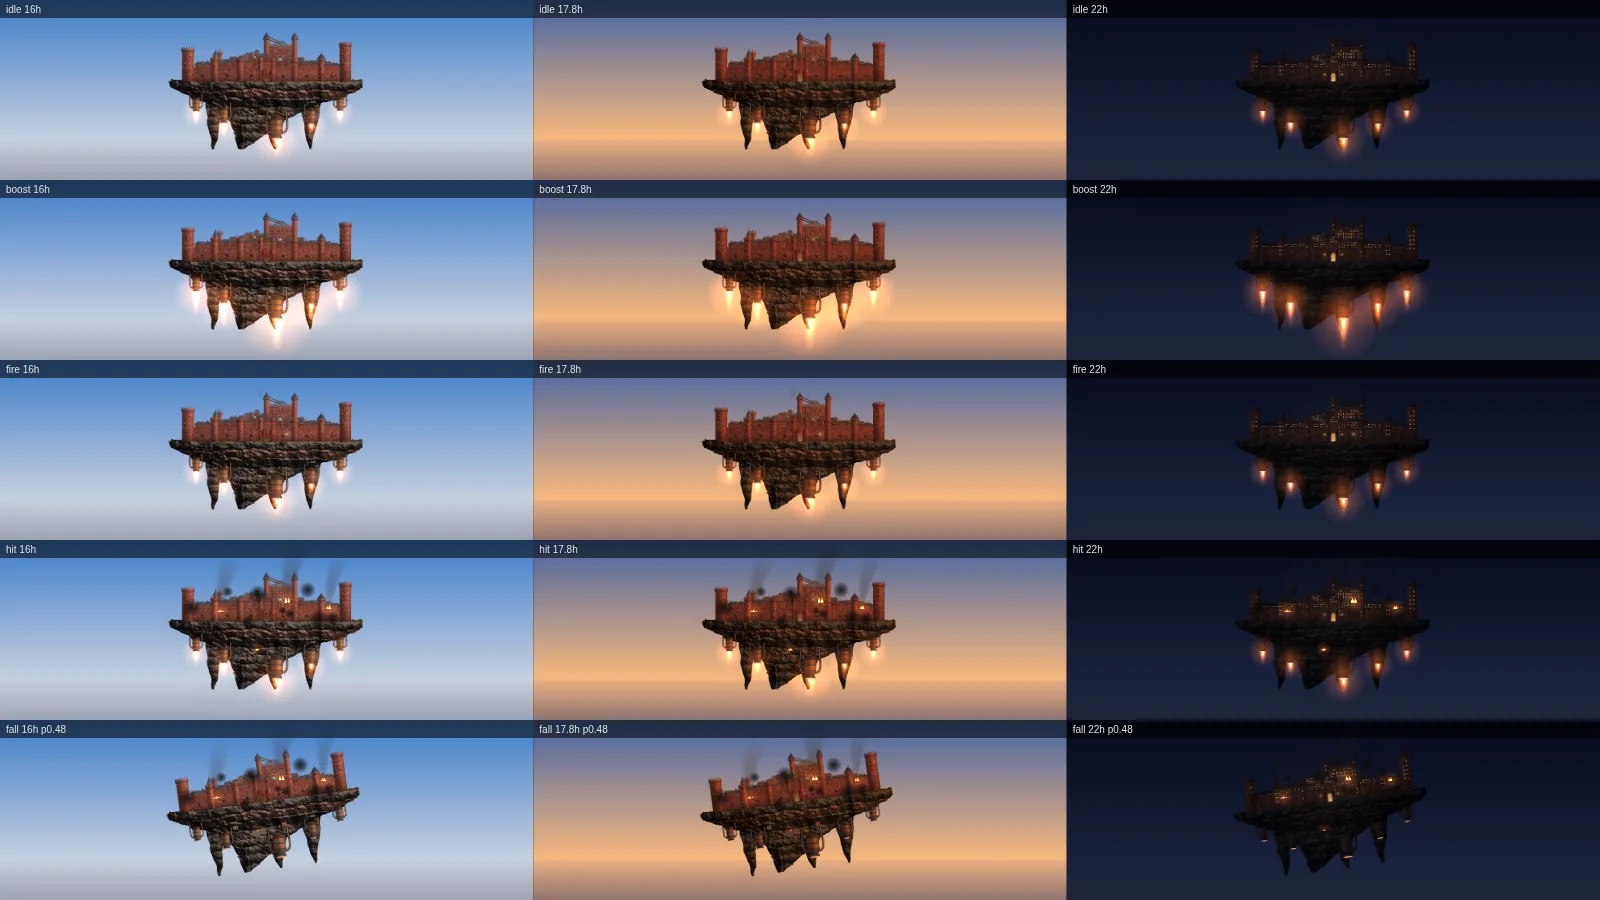 idle 16h
idle 17.8h
idle 22h
boost 16h
boost 17.8h
boost 22h
fire 16h
fire 17.8h
fire 22h
hit 16h
hit 17.8h
hit 22h
fall 16h p0.48
fall 17.8h p0.48
fall 22h p0.48